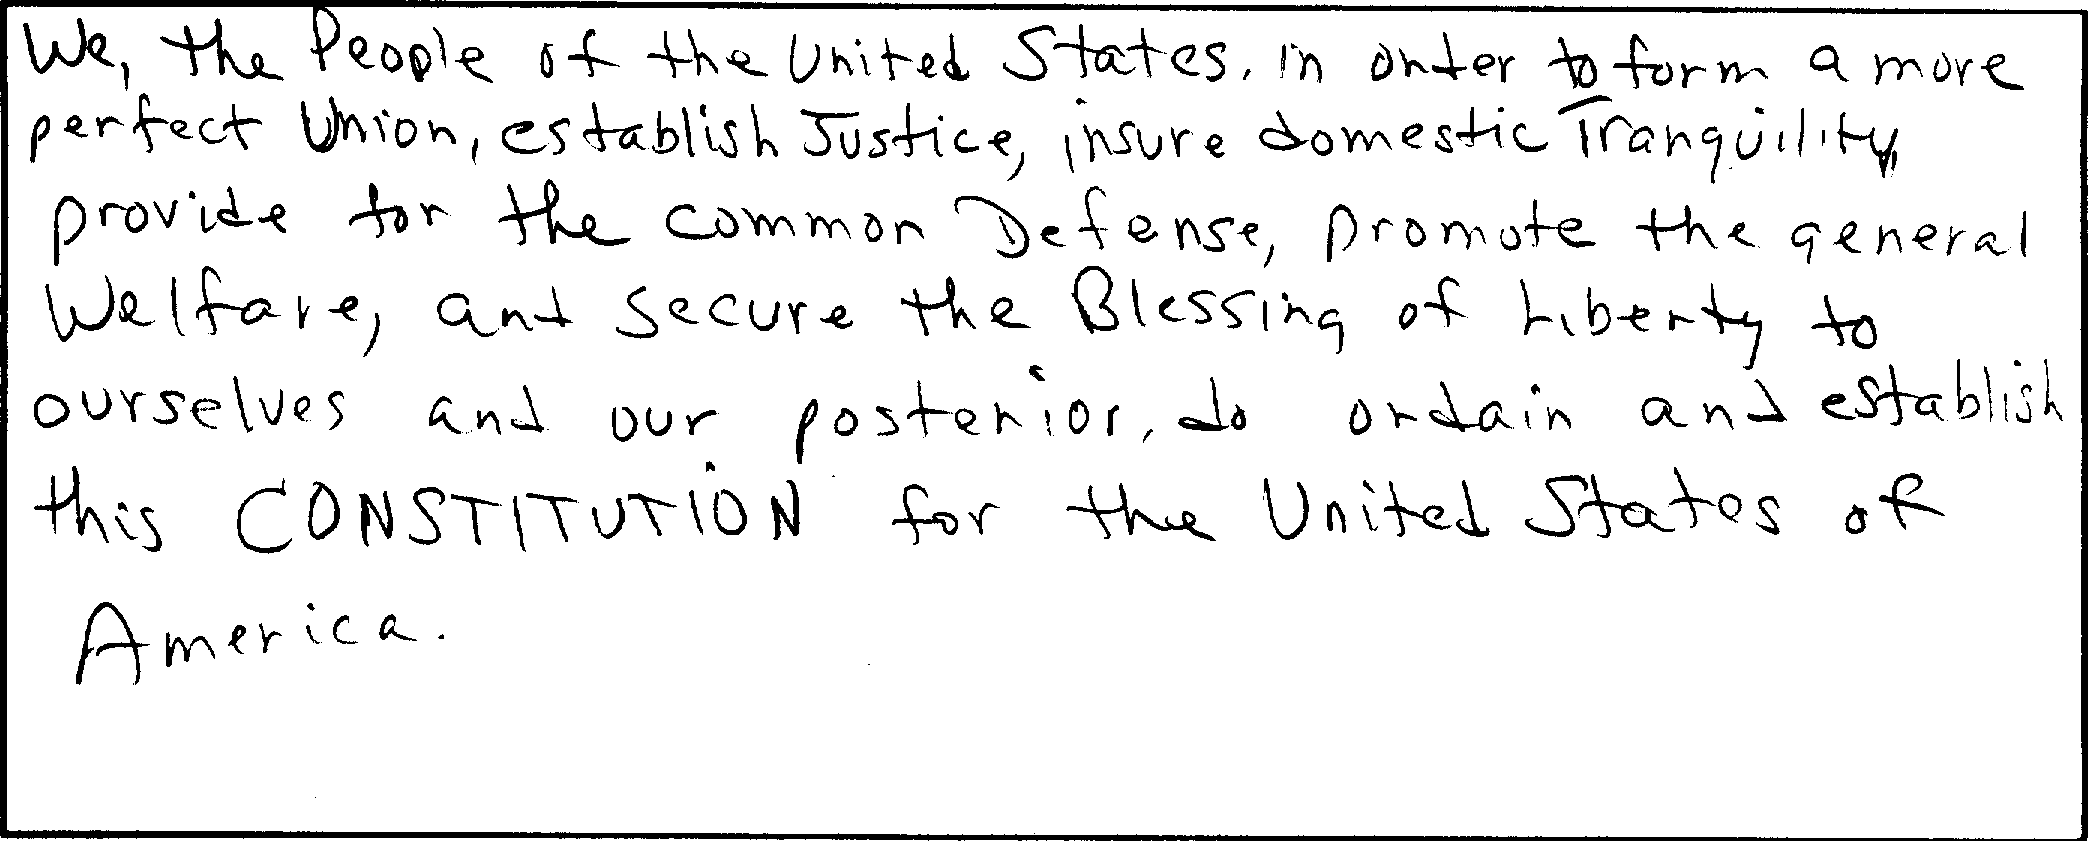 We, the People of the United States, in order to form a more
perfect Union, establish Justice, insure domestic Tranquility,
provide for the common Defense, promote the general
Welfare, and secure the Blessing of Liberty to
ourselves and our posterior, do ordain and establish
this CONSTITUTION for the United States of
America.